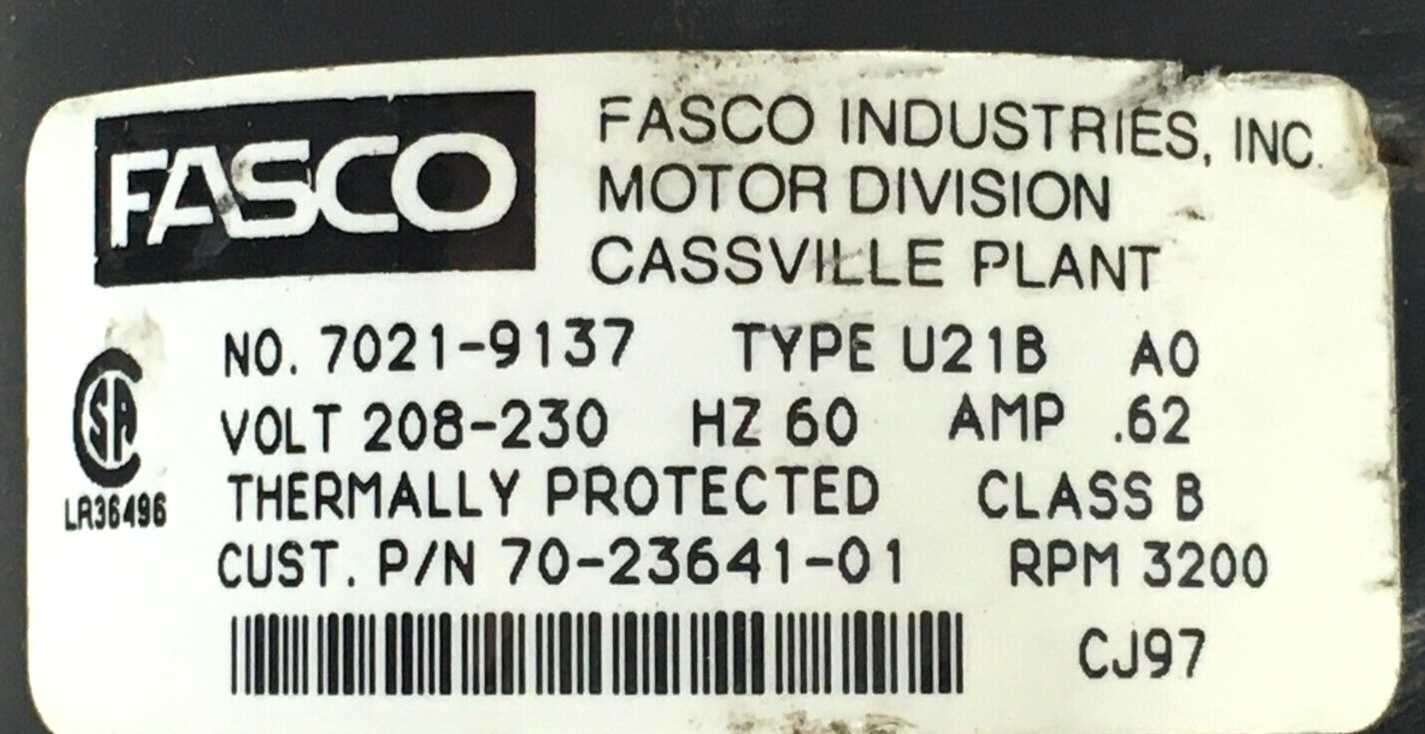 FASCO
FASCO INDUSTRIES, INC.
MOTOR DIVISION
CASSVILLE PLANT
NO. 7021-9137 TYPE U21B A0
VOLT 208-230 HZ 60 AMP .62
SA
LR36496
THERMALLY PROTECTED CLASS B
CUST. P/N 70-23641-01 RPM 3200
CJ97